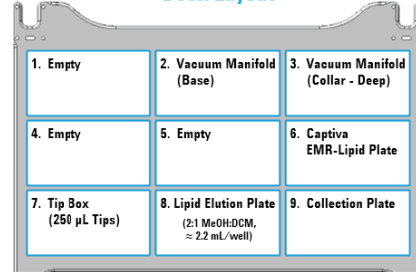 1. Empty
2. Vacuum Manifold
(Base)
3. Vacuum Manifold
(Collar - Deep)
4. Empty
5. Empty
6. Captiva
EMR-Lipid Plate
7. Tip Box
(250 µL Tips)
8. Lipid Elution Plate
(2:1 MeOH:DCM,
≈ 2.2 mL/well)
9. Collection Plate